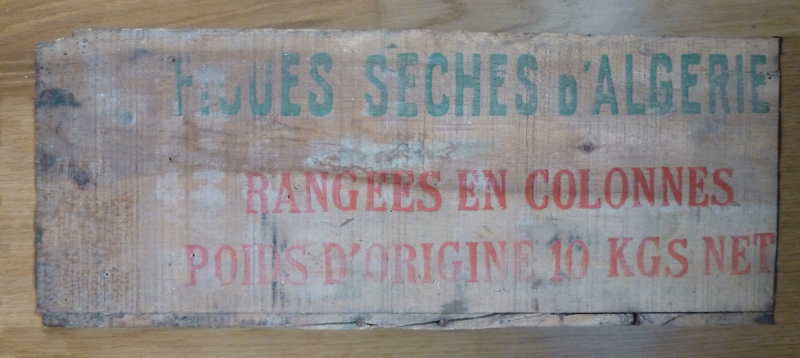 FIGUES SECHES D'ALGERIE
RANGEES EN COLONNES
POIDS D'ORIGINE 10 KGS NET